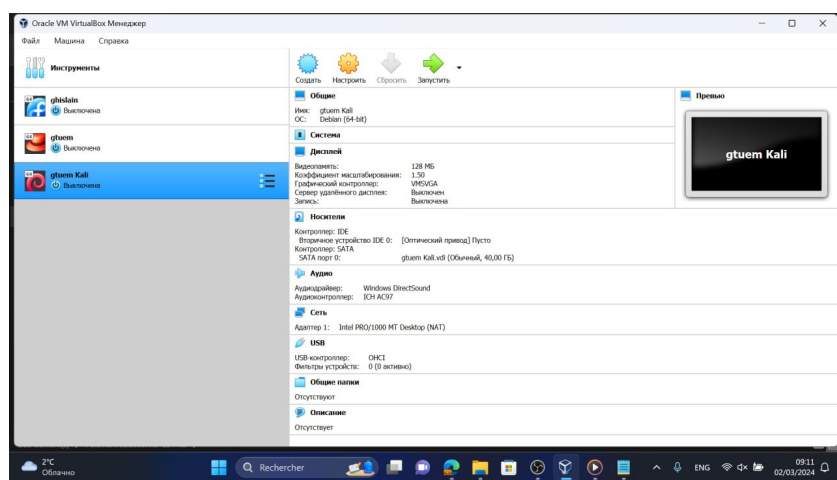 Oracle VM VirtualBox Менеджер
Файл Машина Справка
Инструменты
ghislain
Выключена
gtuem
Выключена
gtuem Kali
Выключена
Создать Настроить Сбросить Запустить
Общие
Имя: gtuem Kali
ОС: Debian (64-bit)
Система
Дисплей
Видеопамять: 128 МБ
Коэффициент масштабирования: 1.50
Графический контроллер: VMSVGA
Сервер удалённого дисплея: Выключен
Запись: Выключена
Носители
Контроллер: IDE
Вторичное устройство IDE 0: [Оптический привод] Пусто
Контроллер: SATA
SATA порт 0: gtuem Kali.vdi (Обычный, 40,00 ГБ)
Аудио
Аудиодрайвер: Windows DirectSound
Аудиоконтроллер: ICH AC97
Сеть
Адаптер 1: Intel PRO/1000 MT Desktop (NAT)
USB
USB-контроллер: OHCI
Фильтры устройств: 0 (0 активно)
Общие папки
Отсутствуют
Описание
Отсутствует
Превью
gtuem Kali
2°C
Облачно
Rechercher
ENG
09:11
02/03/2024